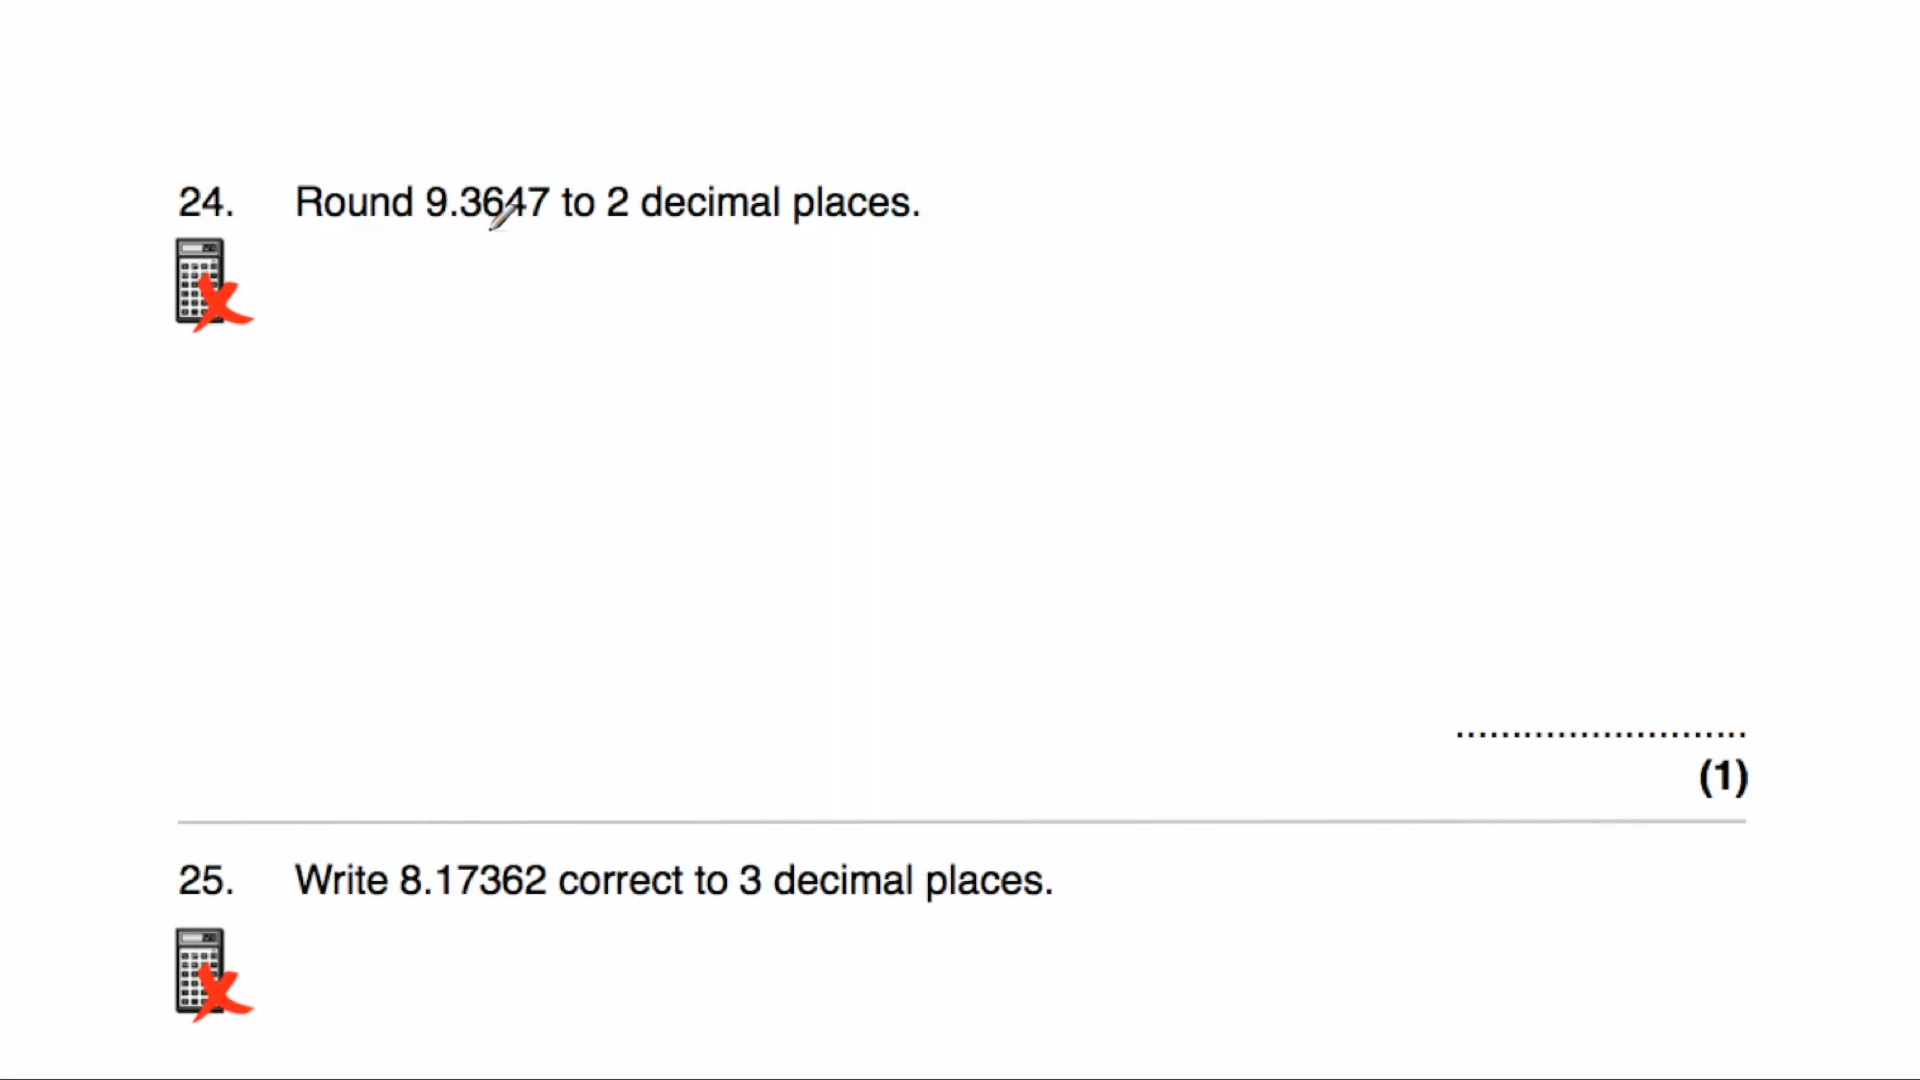 24. Round 9.3647 to 2 decimal places.
..........................
(1)
25. Write 8.17362 correct to 3 decimal places.